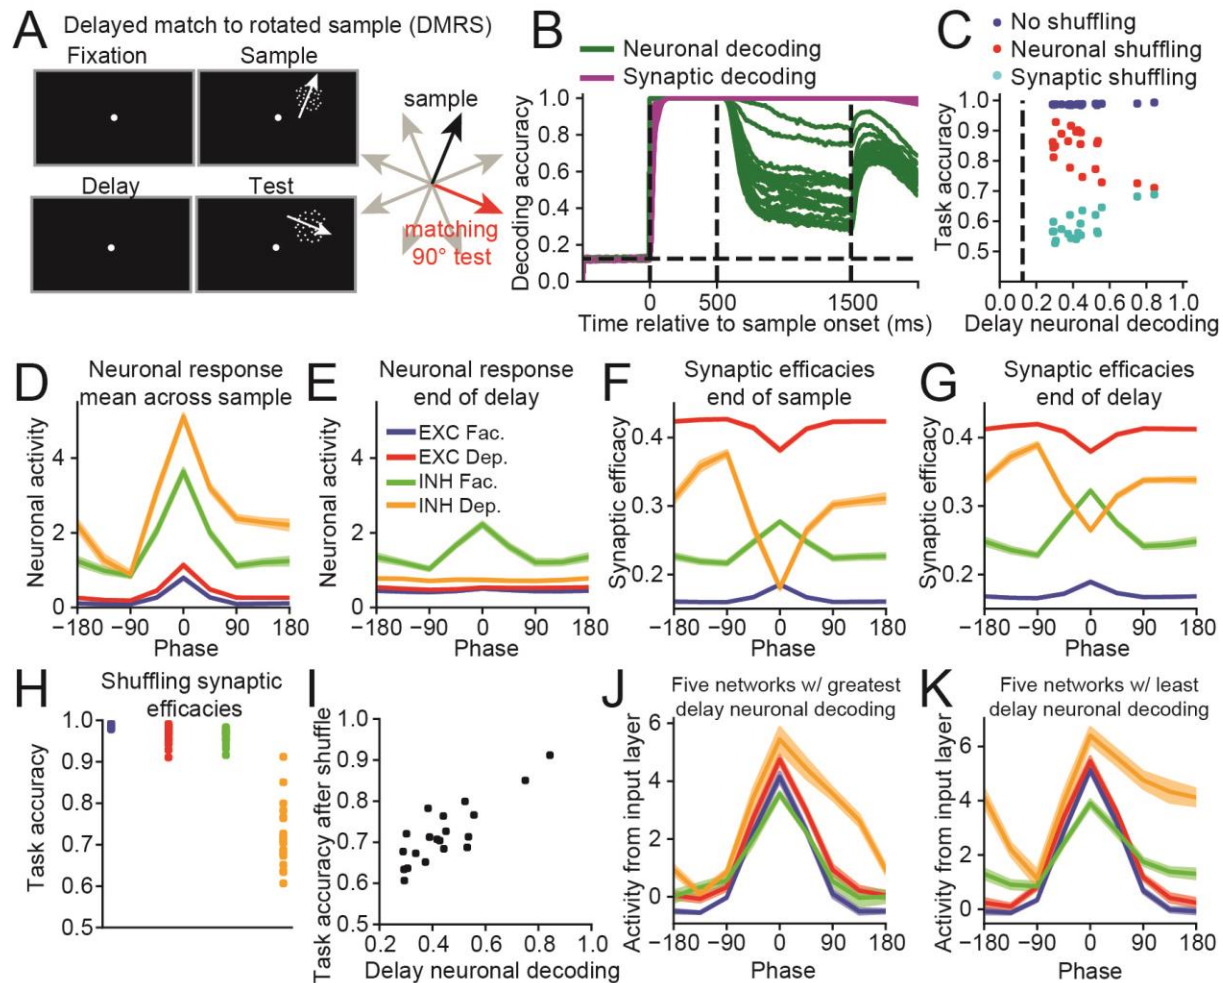 A Delayed match to rotated sample (DMRS)
Fixation
Sample
Delay
Test
sample
matching
90° test
B
Neuronal decoding
Synaptic decoding
Decoding accuracy
1.0
0.8
0.6
0.4
0.2
0.0
0
500
1500
Time relative to sample onset (ms)
C
No shuffling
Neuronal shuffling
Synaptic shuffling
Task accuracy
1.0
0.9
0.8
0.7
0.6
0.5
0.0 0.2 0.4 0.6 0.8 1.0
Delay neuronal decoding
D Neuronal response
mean across sample
Neuronal activity
4
2
0
−180 −90 0 90 180
Phase
E Neuronal response
end of delay
EXC Fac.
EXC Dep.
INH Fac.
INH Dep.
Neuronal activity
4
2
0
−180 −90 0 90 180
Phase
F Synaptic efficacies
end of sample
Synaptic efficacy
0.4
0.3
0.2
−180 −90 0 90 180
Phase
G Synaptic efficacies
end of delay
Synaptic efficacy
0.4
0.3
0.2
−180 −90 0 90 180
Phase
H Shuffling synaptic
efficacies
Task accuracy
1.0
0.9
0.8
0.7
0.6
0.5
I
Task accuracy after shuffle
1.0
0.9
0.8
0.7
0.6
0.5
0.2 0.4 0.6 0.8 1.0
Delay neuronal decoding
J Five networks w/ greatest
delay neuronal decoding
Activity from input layer
6
4
2
0
−180 −90 0 90 180
Phase
K Five networks w/ least
delay neuronal decoding
Activity from input layer
6
4
2
0
−180 −90 0 90 180
Phase